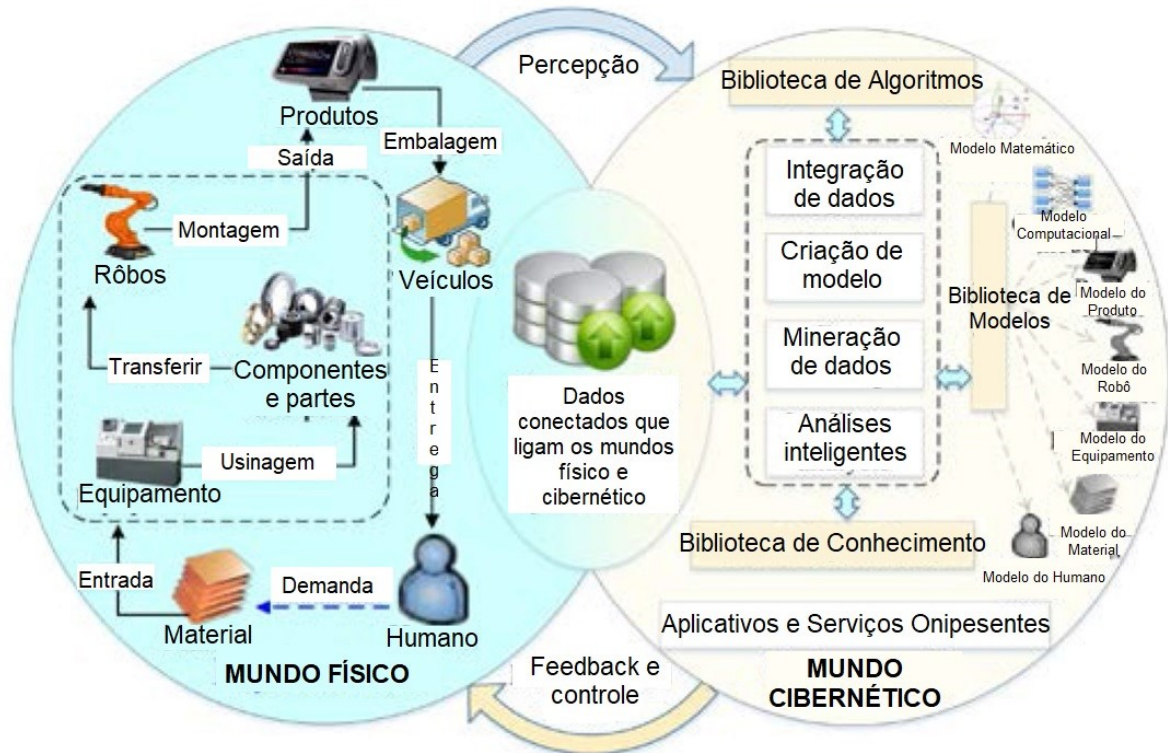 Percepção
Produtos
Saída
Embalagem
Montagem
Rôbos
Veículos
Transferir
Componentes
e partes
Entrega
Usinagem
Equipamento
Entrada
Demanda
Material
Humano
MUNDO FÍSICO
Dados
conectados que
ligam os mundos
físico e
cibernético
Feedback e
controle
Biblioteca de Algoritmos
Modelo Matemático
Integração
de dados
Criação de
modelo
Mineração
de dados
Análises
inteligentes
Biblioteca de
Modelos
Modelo
Computacional
Modelo do
Produto
Modelo do
Robô
Modelo do
Equipamento
Modelo do
Material
Modelo do Humano
Biblioteca de Conhecimento
Aplicativos e Serviços Onipesentes
MUNDO
CIBERNÉTICO